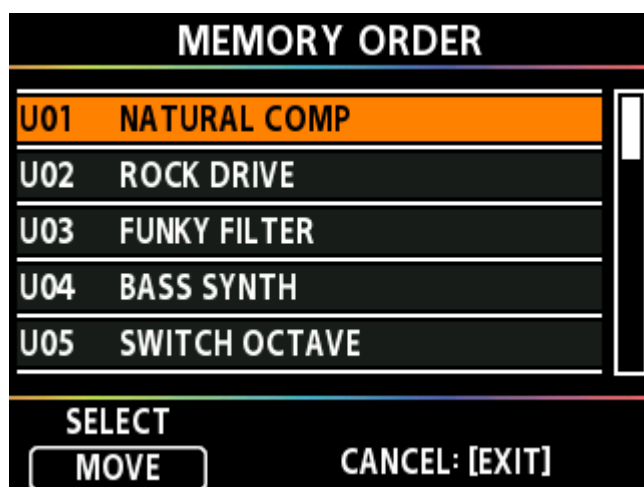 MEMORY ORDER
U01 NATURAL COMP
U02 ROCK DRIVE
U03 FUNKY FILTER
U04 BASS SYNTH
U05 SWITCH OCTAVE
SELECT
MOVE CANCEL: [EXIT]